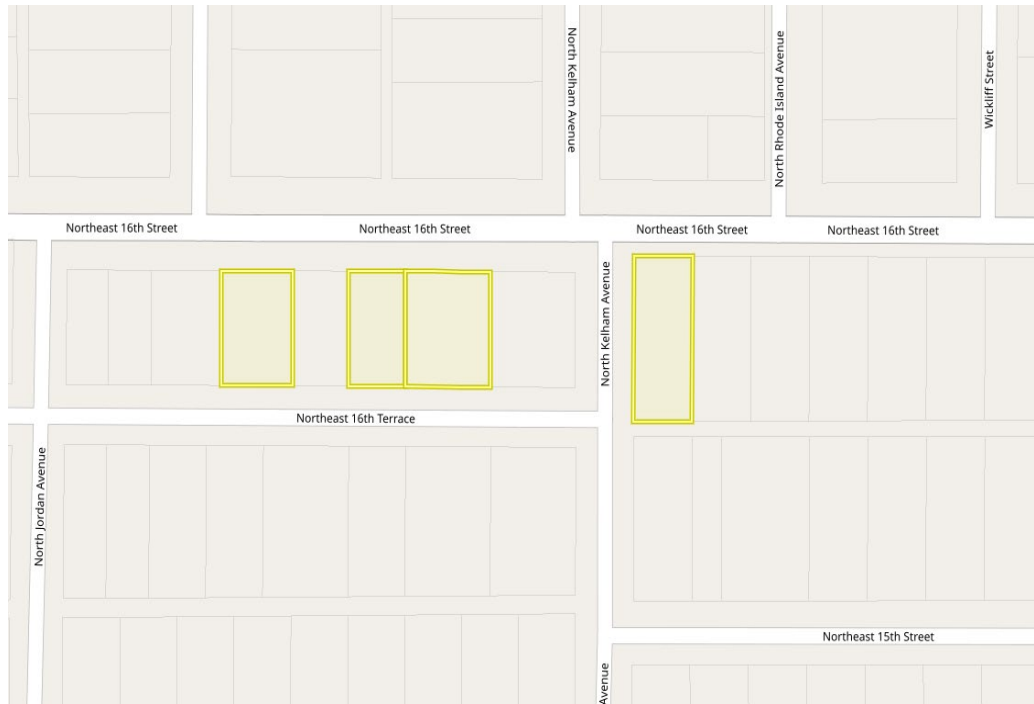 North Kelham Avenue
North Rhode Island Avenue
Wickliff Street
Northeast 16th Street
Northeast 16th Street
Northeast 16th Street
Northeast 16th Street
North Kelham Avenue
Northeast 16th Terrace
North Jordan Avenue
Northeast 15th Street
Avenue